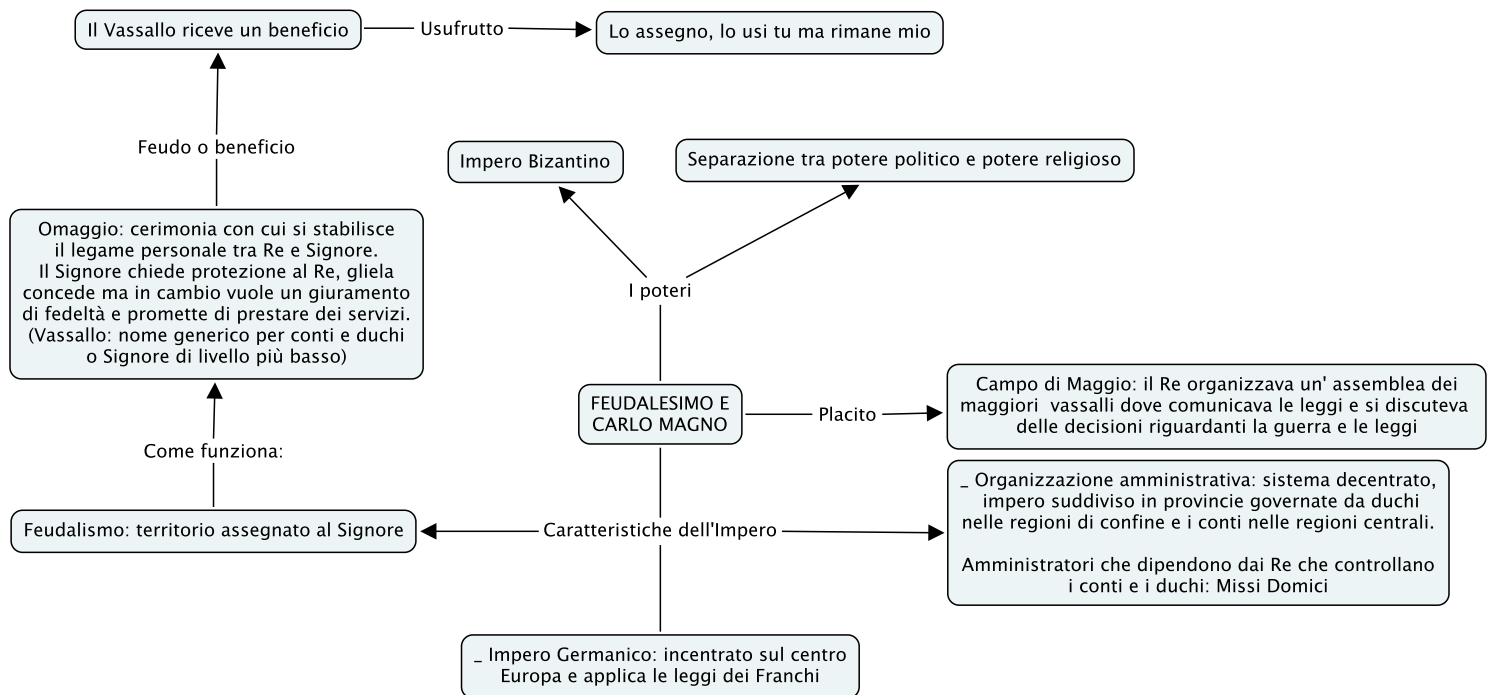 Il Vassallo riceve un beneficio
Usufrutto
Lo assegno, lo usi tu ma rimane mio
Feudo o beneficio
Impero Bizantino
Separazione tra potere politico e potere religioso
Omaggio: cerimonia con cui si stabilisce
il legame personale tra Re e Signore.
Il Signore chiede protezione al Re, gliela
concede ma in cambio vuole un giuramento
di fedeltà e promette di prestare dei servizi.
(Vassallo: nome generico per conti e duchi
o Signore di livello più basso)
I poteri
FEUDALESIMO E
CARLO MAGNO
Placito
Campo di Maggio: il Re organizzava un' assemblea dei
maggiori  vassalli dove comunicava le leggi e si discuteva
delle decisioni riguardanti la guerra e le leggi
Come funziona:
Feudalismo: territorio assegnato al Signore
Caratteristiche dell'Impero
_ Organizzazione amministrativa: sistema decentrato,
impero suddiviso in provincie governate da duchi
nelle regioni di confine e i conti nelle regioni centrali.
Amministratori che dipendono dai Re che controllano
i conti e i duchi: Missi Domici
_ Impero Germanico: incentrato sul centro
Europa e applica le leggi dei Franchi